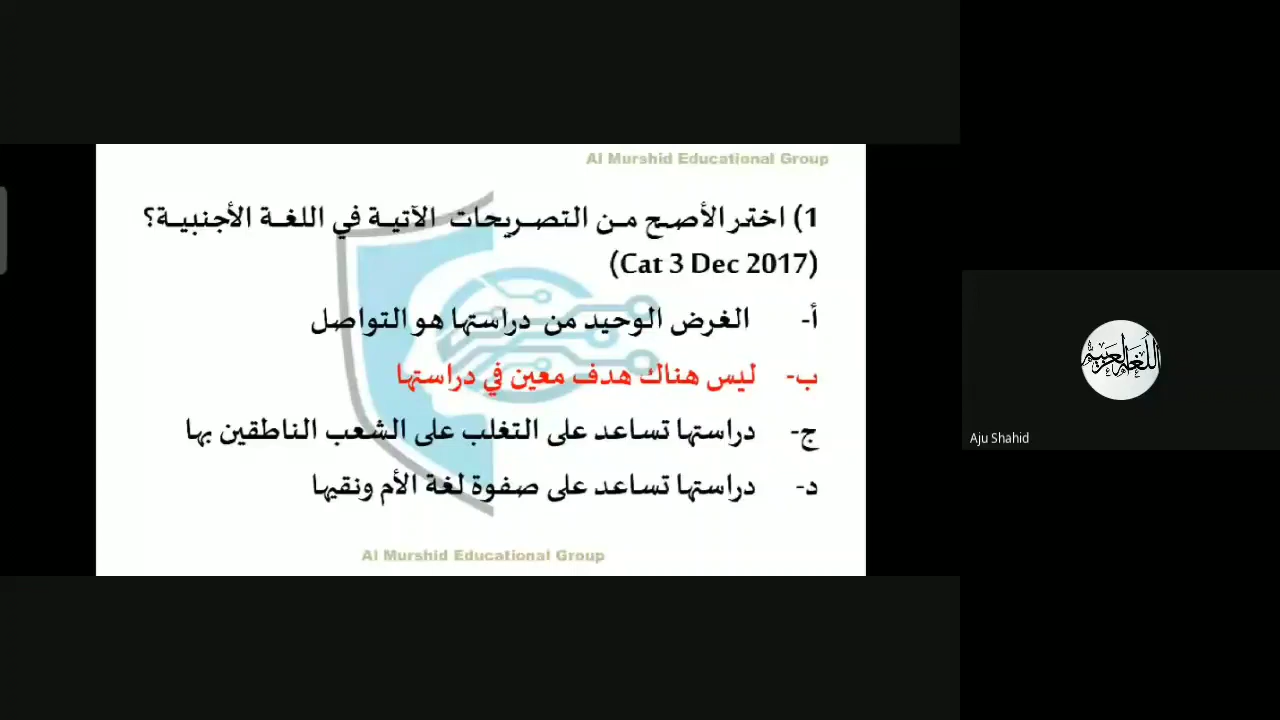 Al Murshid Educational Group
1) اختر الأصح من التصريحات الآتية في اللغة الأجنبية؟
(Cat 3 Dec 2017)
أ- الغرض الوحيد من دراستها هو التواصل
ب- ليس هناك هدف معين في دراستها
ج- دراستها تساعد على التغلب على الشعب الناطقين بها
د- دراستها تساعد على صفوة لغة الأم ونقيها
Al Murshid Educational Group
اللغة العربية
Aju Shahid